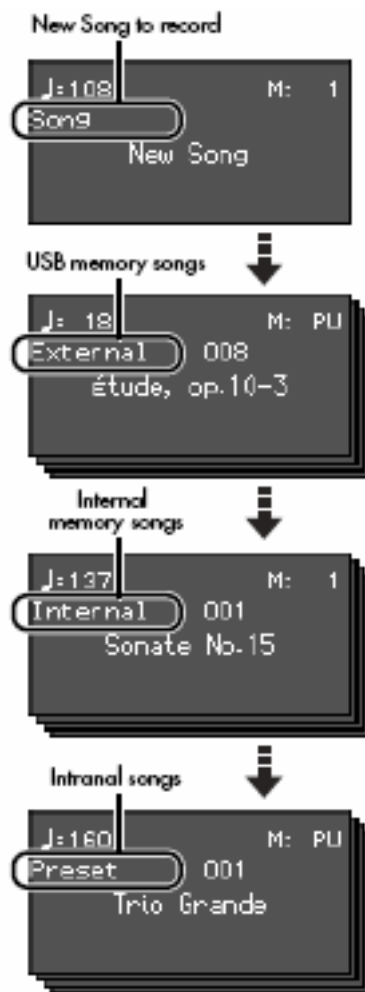 New Song to record
♩=108 M: 1
Song
New Song
USB memory songs
♩= 18 M: PU
External 008
étude, op.10-3
Internal
memory songs
♩=137 M: 1
Internal 001
Sonate No.15
Intranal songs
♩=160 M: PU
Preset 001
Trio Grande